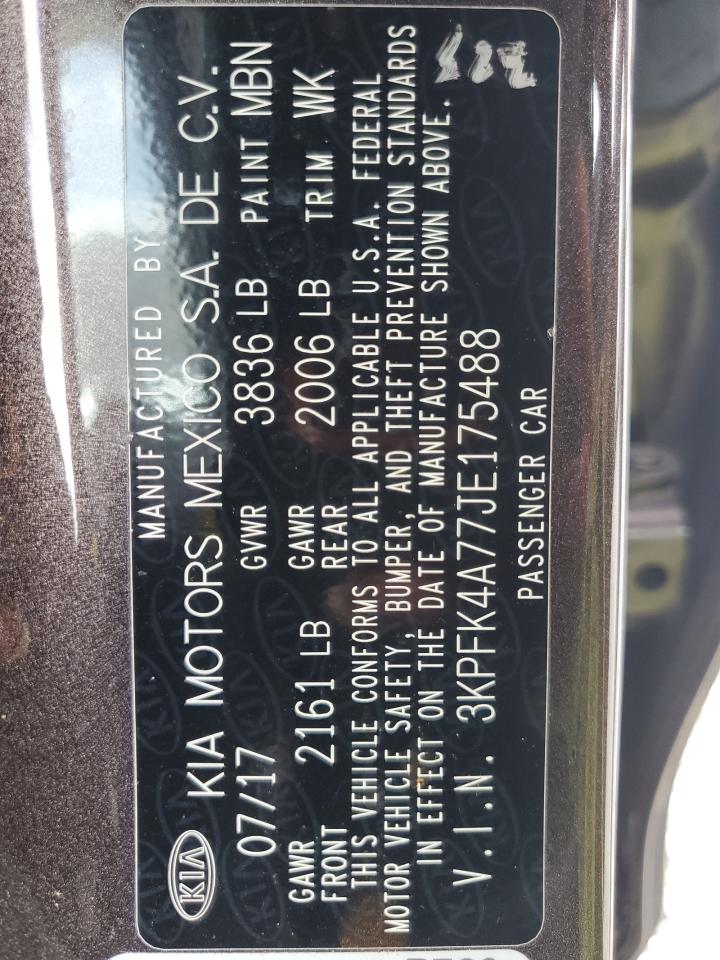 MANUFACTURED BY
KIA KIA MOTORS MEXICO S.A. DE C.V.
07/17 GVWR 3836 LB PAINT MBN
GAWR FRONT 2161 LB GAWR REAR 2006 LB TRIM WK
THIS VEHICLE CONFORMS TO ALL APPLICABLE U.S.A. FEDERAL
MOTOR VEHICLE SAFETY, BUMPER, AND THEFT PREVENTION STANDARDS
IN EFFECT ON THE DATE OF MANUFACTURE SHOWN ABOVE.
V.I.N. 3KPFK4A77JE175488
PASSENGER CAR